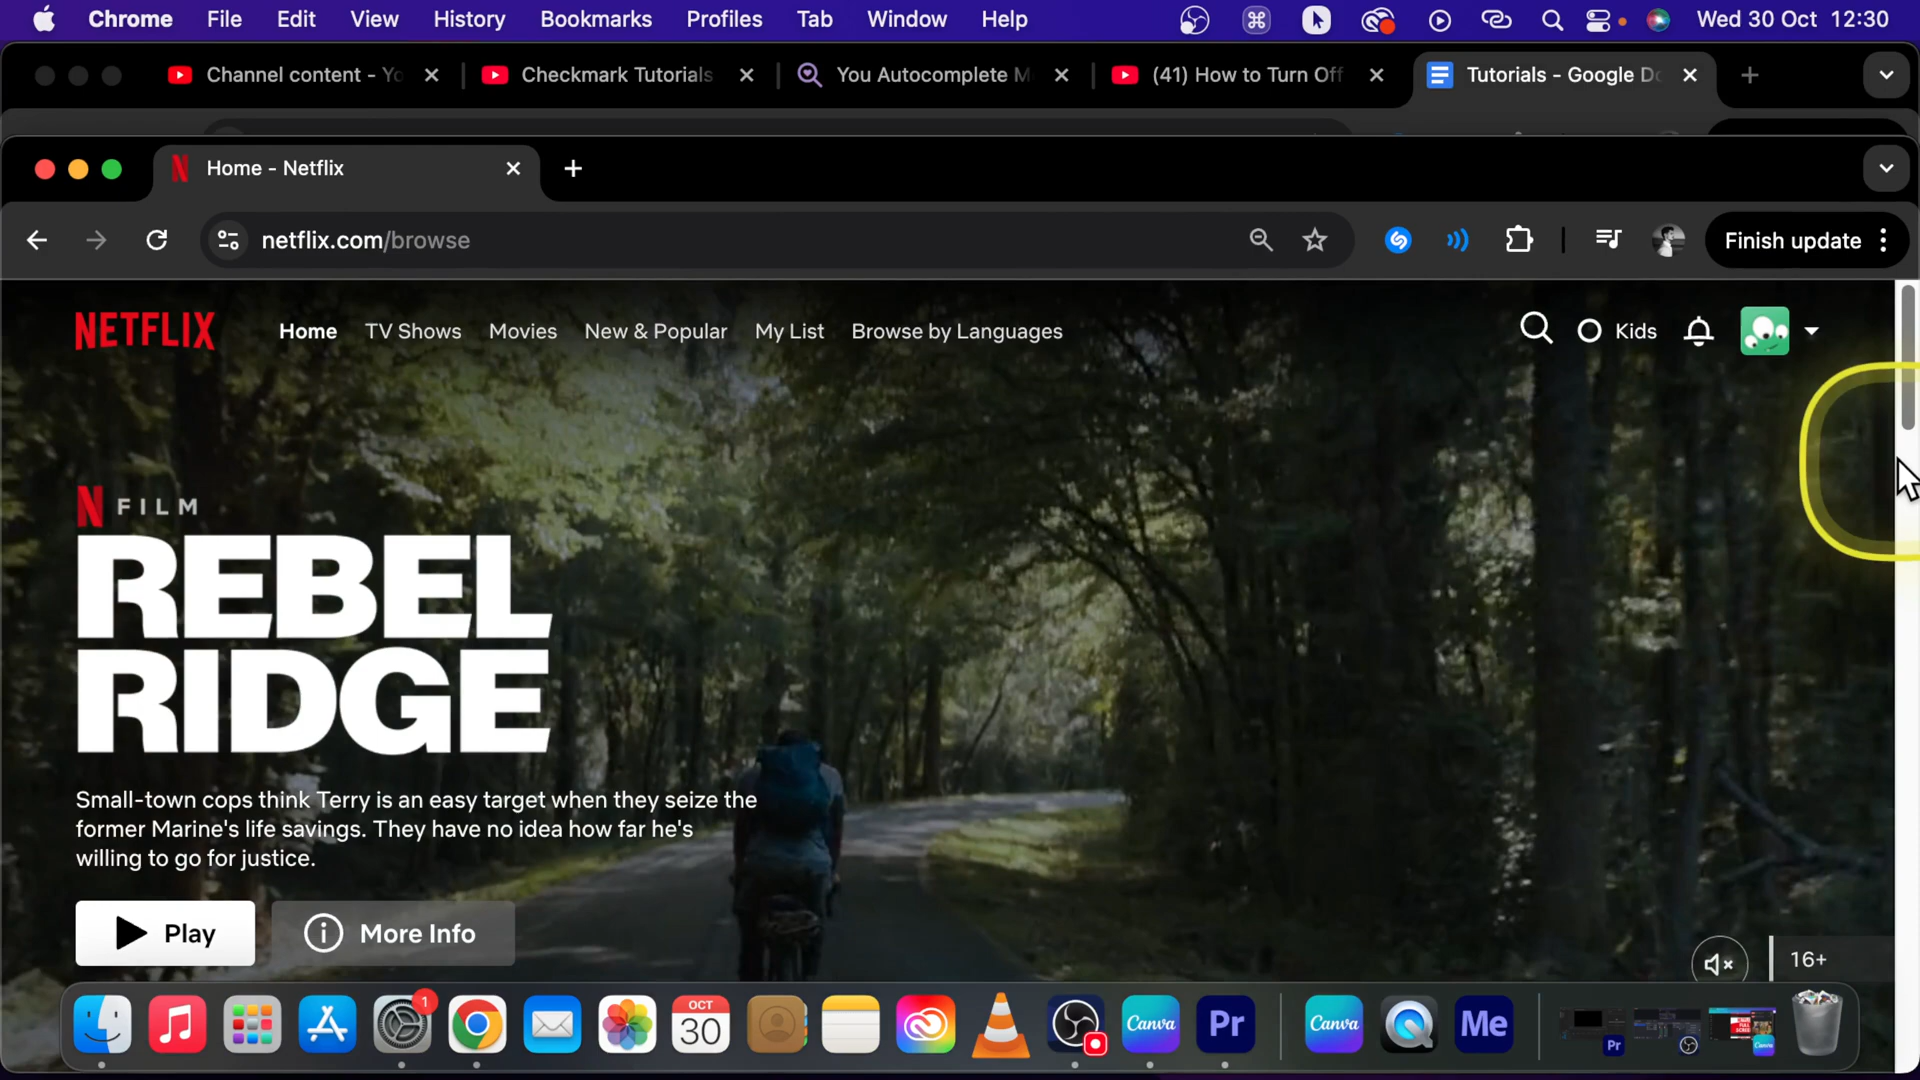 Chrome File Edit View History Bookmarks Profiles Tab Window Help Wed 30 Oct 12:30
Channel content - Yo Checkmark Tutorials You Autocomplete M (41) How to Turn Off Tutorials - Google Do
Home - Netflix
netflix.com/browse Finish update
NETFLIX Home TV Shows Movies New & Popular My List Browse by Languages Kids
N FILM
REBEL
RIDGE
Small-town cops think Terry is an easy target when they seize the
former Marine's life savings. They have no idea how far he's
willing to go for justice.
Play More Info
16+
1 OCT
30 Canva Pr Canva Me
Pr